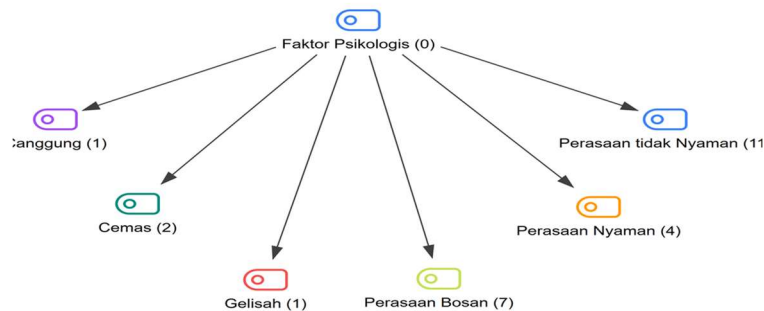 Faktor Psikologis (0)
anggung (1)
Perasaan tidak Nyaman (11
Cemas (2)
Perasaan Nyaman (4)
Gelisah (1)
Perasaan Bosan (7)